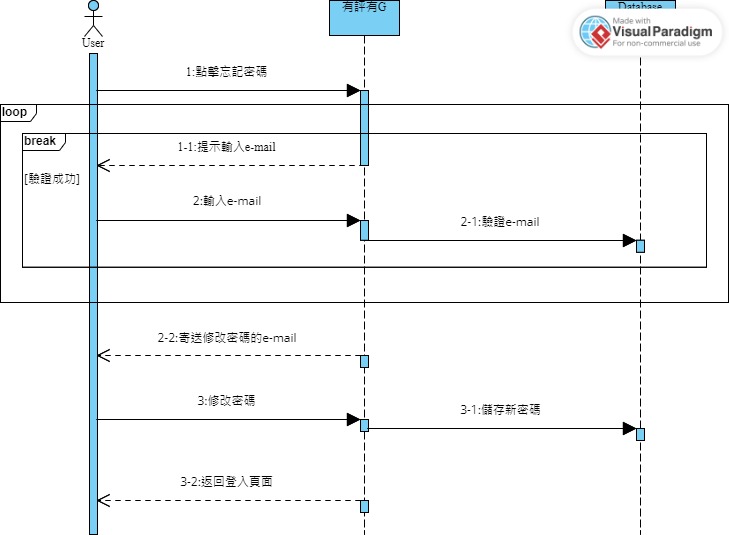 有評有G
Database
Made with
VisualParadigm
For non-commercial use
User
1:點擊忘記密碼
loop
break
1-1:提示輸入e-mail
[驗證成功]
2:輸入e-mail
2-1:驗證e-mail
2-2:寄送修改密碼的e-mail
3:修改密碼
3-1:儲存新密碼
3-2:返回登入頁面